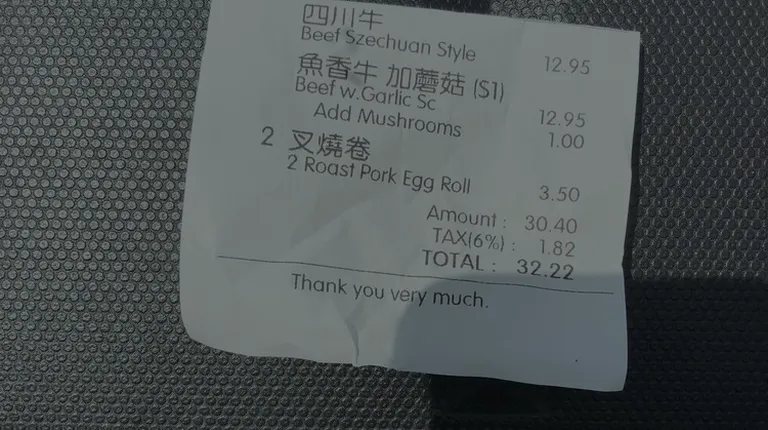 四川牛
Beef Szechuan Style 12.95
魚香牛 加蘑菇 (S1)
Beef w.Garlic Sc 12.95
Add Mushrooms 1.00
2 叉燒卷
2 Roast Pork Egg Roll 3.50
Amount : 30.40
TAX(6%) : 1.82
TOTAL : 32.22
Thank you very much.